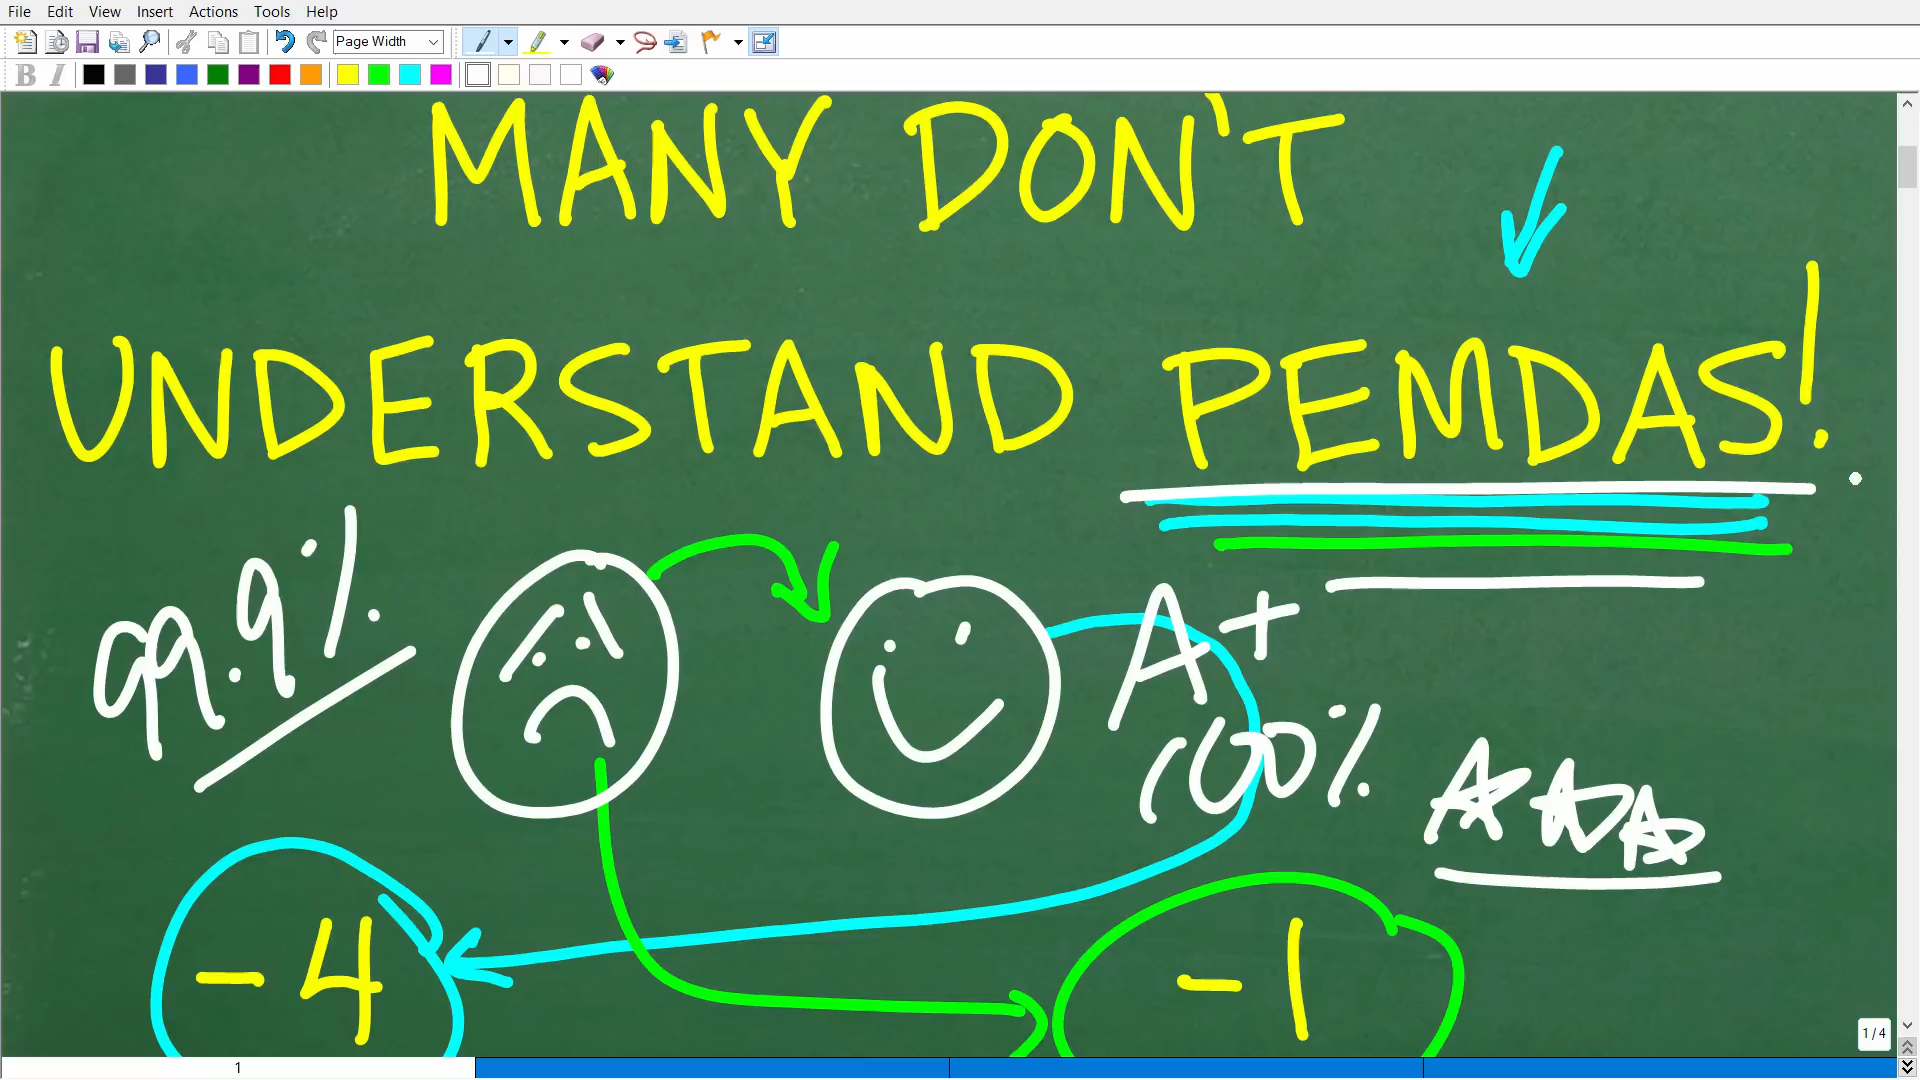 File Edit View Insert Actions Tools Help
Page Width
B I
MANY DON'T
UNDERSTAND PEMDAS!
99.9%
A+
100%
-4
-1
1/4
1